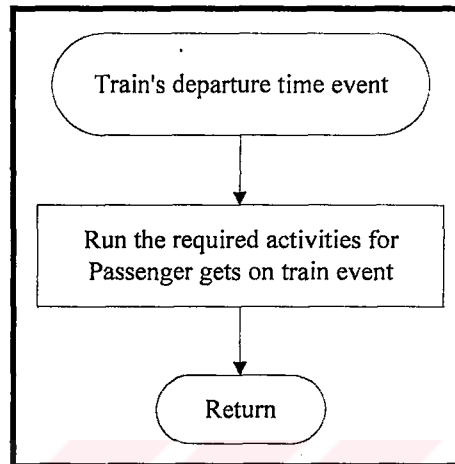 Train's departure time event
Run the required activities for
Passenger gets on train event
Return